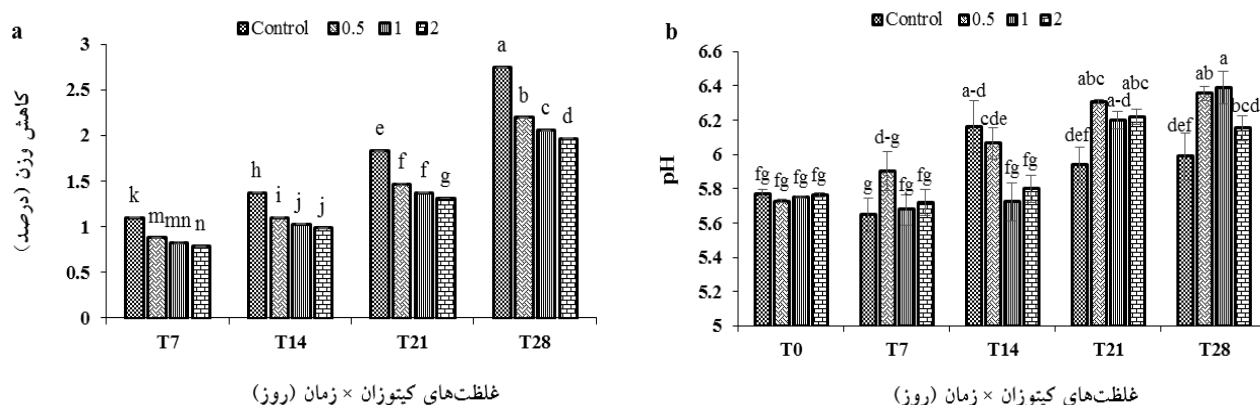 a
Control 0.5 1 2
کاهش وزن (درصد)
3
2.5
2
1.5
1
0.5
0
k m mn n
h i j j
e f f g
a b c d
T7 T14 T21 T28
غلظت‌های کیتوزان × زمان (روز)
b
Control 0.5 1 2
pH
6.6
6.4
6.2
6
5.8
5.6
5.4
5.2
5
fg fg fg fg
g d-g fg fg
a-d cde fg fg
def abc a-d abc
def ab a bcd
T0 T7 T14 T21 T28
غلظت‌های کیتوزان × زمان (روز)